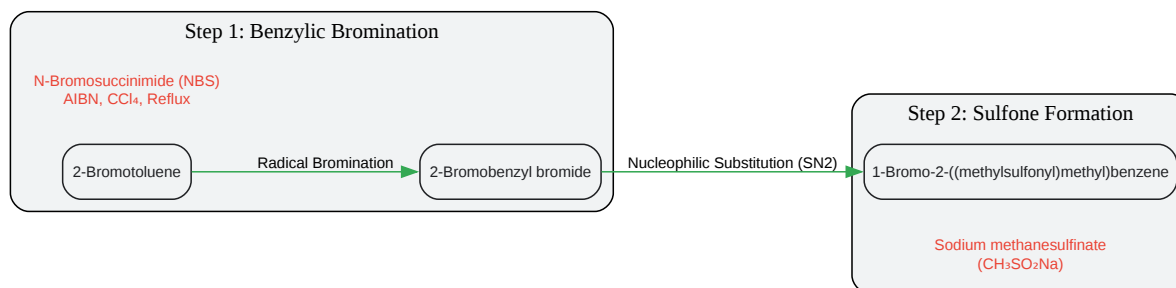 Step 1: Benzylic Bromination
N-Bromosuccinimide (NBS)
AIBN, CCl₄, Reflux
2-Bromotoluene
Radical Bromination
2-Bromobenzyl bromide
Nucleophilic Substitution (SN2)
Step 2: Sulfone Formation
1-Bromo-2-((methylsulfonyl)methyl)benzene
Sodium methanesulfinate
(CH₃SO₂Na)